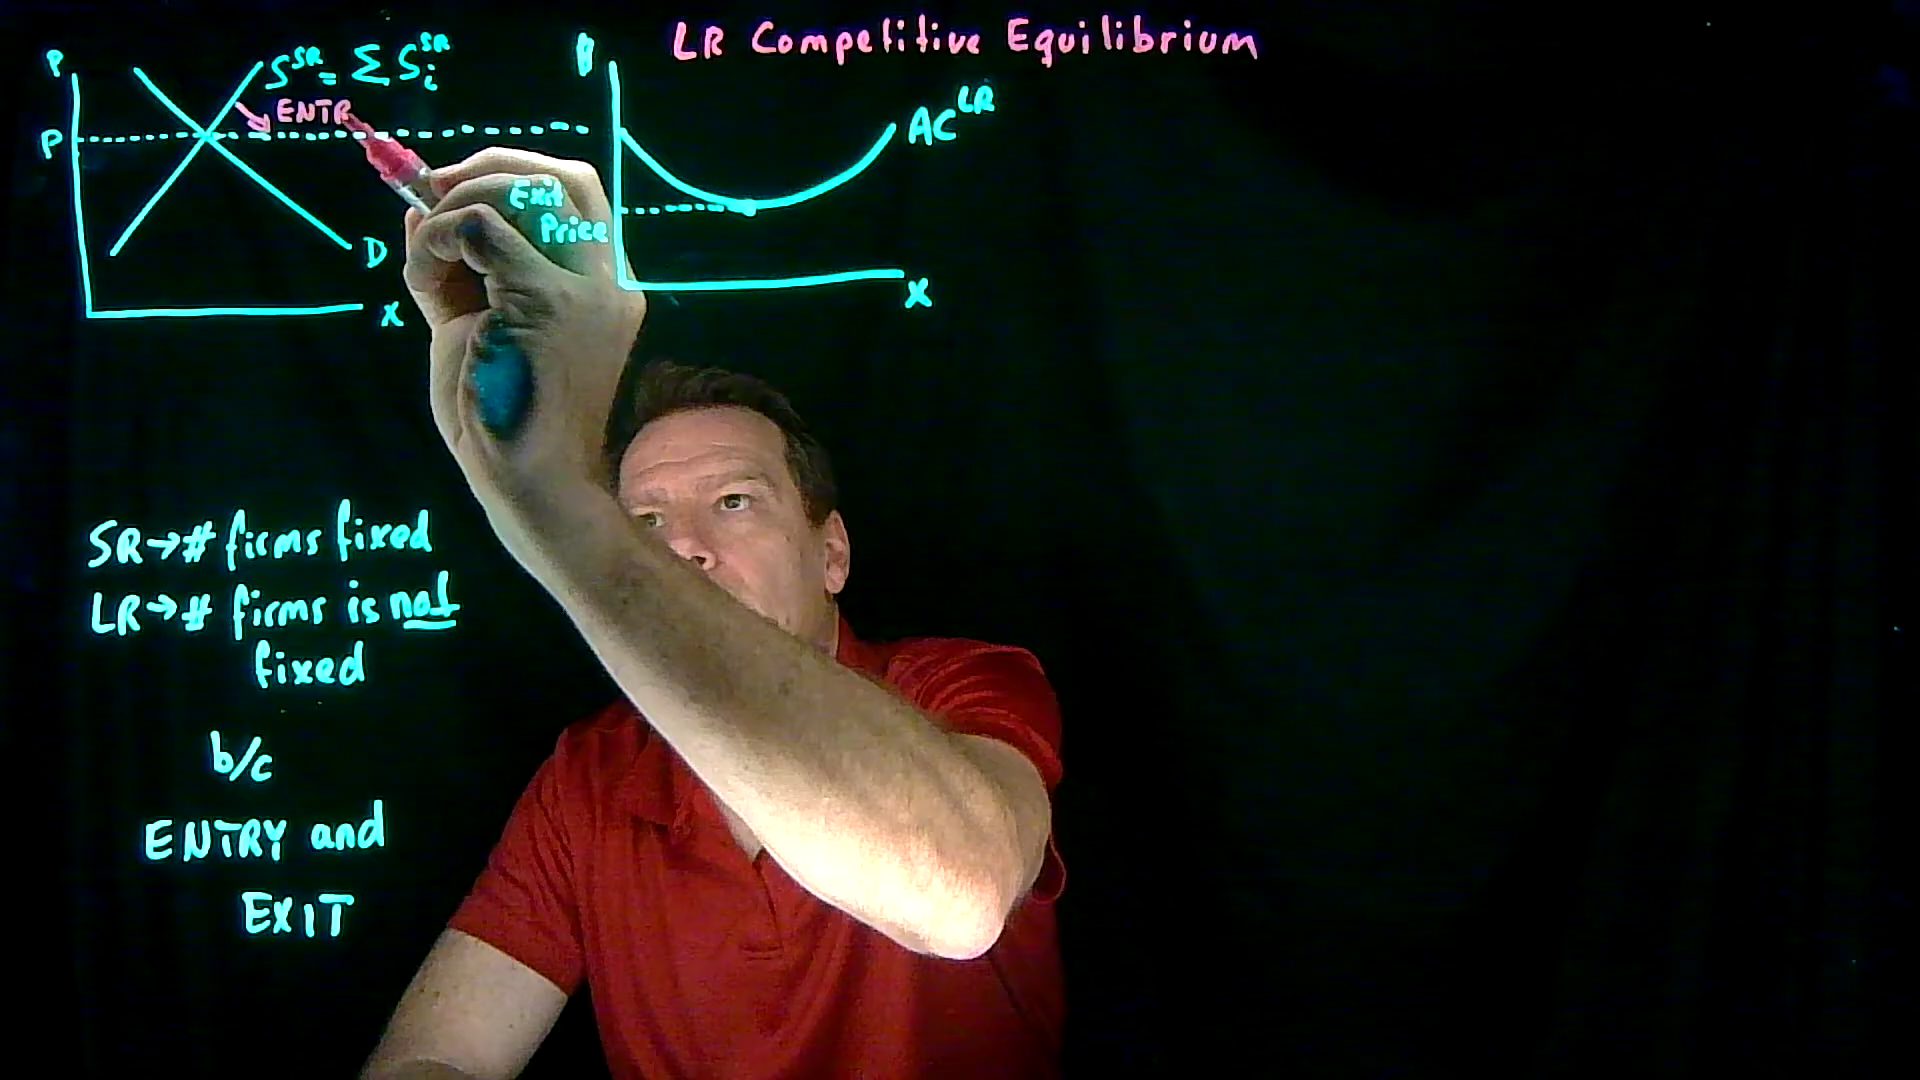 LR Competitive Equilibrium
P
S^SR = Σ S_i^SR
ENTR
P
D
X
AC^LR
Exit
Price
X
SR→# firms fixed
LR→# firms is not
fixed
b/c
ENTRY and
EXIT